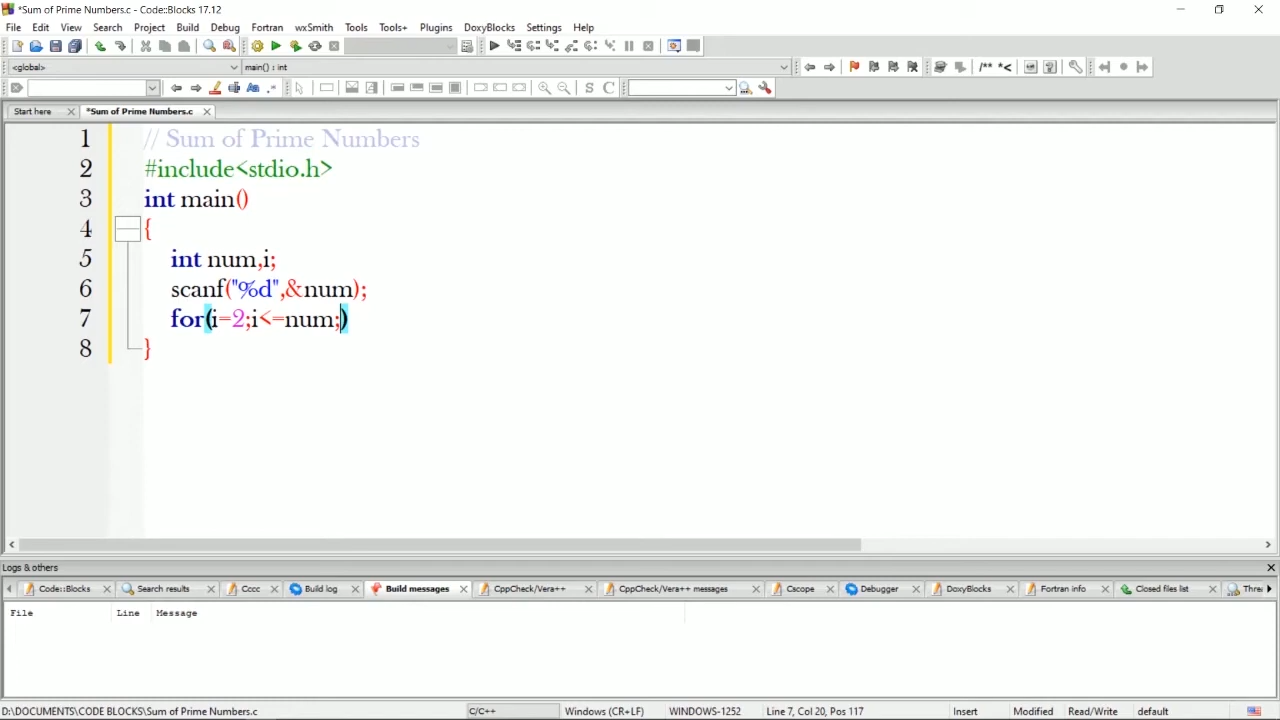 *Sum of Prime Numbers.c - Code::Blocks 17.12
File Edit View Search Project Build Debug Fortran wxSmith Tools Tools+ Plugins DoxyBlocks Settings Help
<global> main() : int
/** *<
S C
Start here *Sum of Prime Numbers.c
1 // Sum of Prime Numbers
2 #include<stdio.h>
3 int main()
4 {
5 int num,i;
6 scanf("%d",&num);
7 for(i=2;i<=num;)
8 }
Logs & others
Code::Blocks Search results Cccc Build log Build messages CppCheck/Vera++ CppCheck/Vera++ messages Cscope Debugger DoxyBlocks Fortran info Closed files list Thre
File Line Message
D:\DOCUMENTS\CODE BLOCKS\Sum of Prime Numbers.c C/C++ Windows (CR+LF) WINDOWS-1252 Line 7, Col 20, Pos 117 Insert Modified Read/Write default